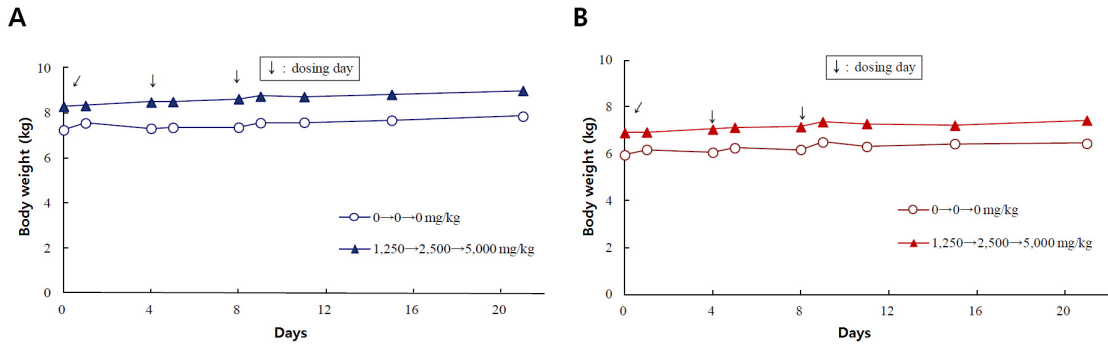 A
↓ : dosing day
Body weight (kg)
10
8
6
4
2
0
0→0→0 mg/kg
1,250→2,500→5,000 mg/kg
0 4 8 12 16 20
Days
B
↓ : dosing day
Body weight (kg)
10
8
6
4
2
0
0→0→0 mg/kg
1,250→2,500→5,000 mg/kg
0 4 8 12 16 20
Days